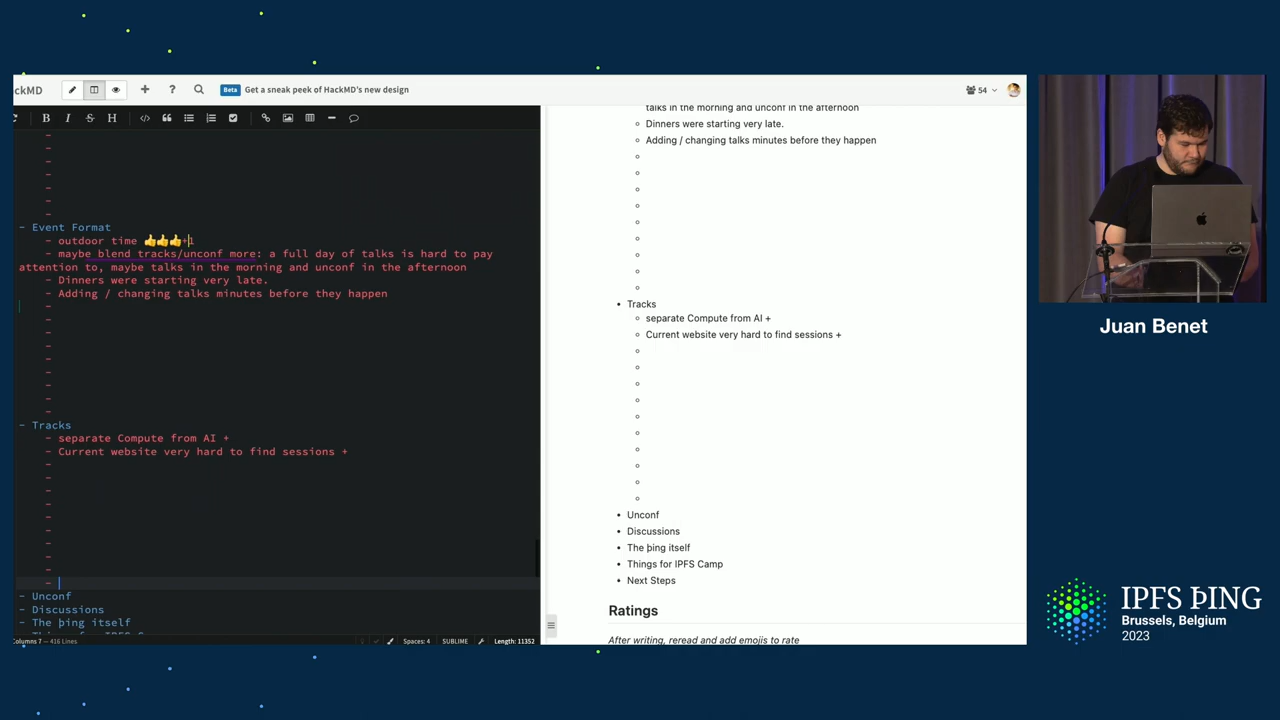 ckMD
Beta Get a sneak peek of HackMD's new design
54
B I S H
- Event Format
- outdoor time 👍👍👍+1
- maybe blend tracks/unconf more: a full day of talks is hard to pay
attention to, maybe talks in the morning and unconf in the afternoon
- Dinners were starting very late.
- Adding / changing talks minutes before they happen
-
- Tracks
- separate Compute from AI +
- Current website very hard to find sessions +
-
- Unconf
- Discussions
- The þing itself
olumns 7 — 416 Lines
Spaces: 4
SUBLIME
Length: 11352
talks in the morning and unconf in the afternoon
Dinners were starting very late.
Adding / changing talks minutes before they happen
Tracks
separate Compute from AI +
Current website very hard to find sessions +
Unconf
Discussions
The þing itself
Things for IPFS Camp
Next Steps
Ratings
After writing, reread and add emojis to rate
Juan Benet
IPFS ÞING
Brussels, Belgium
2023